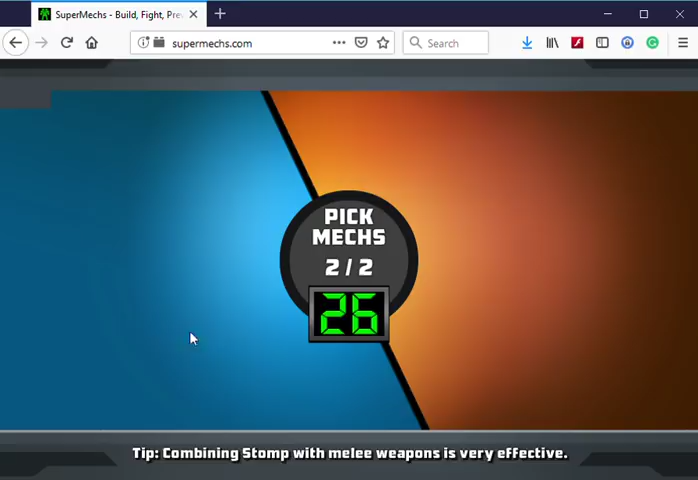 SuperMechs - Build, Fight, Pre
supermechs.com
Search
PICK
MECHS
2 / 2
26
Tip: Combining Stomp with melee weapons is very effective.